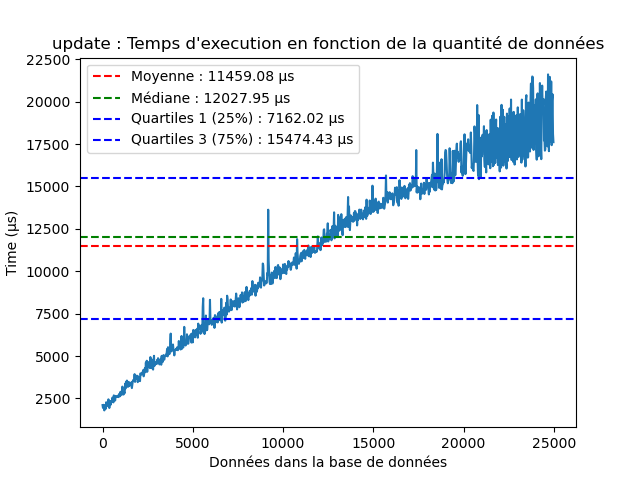 update : Temps d'execution en fonction de la quantité de données
22500
20000
17500
15000
12500
10000
7500
5000
2500
Time (µs)
Moyenne : 11459.08 µs
Médiane : 12027.95 µs
Quartiles 1 (25%) : 7162.02 µs
Quartiles 3 (75%) : 15474.43 µs
0 5000 10000 15000 20000 25000
Données dans la base de données